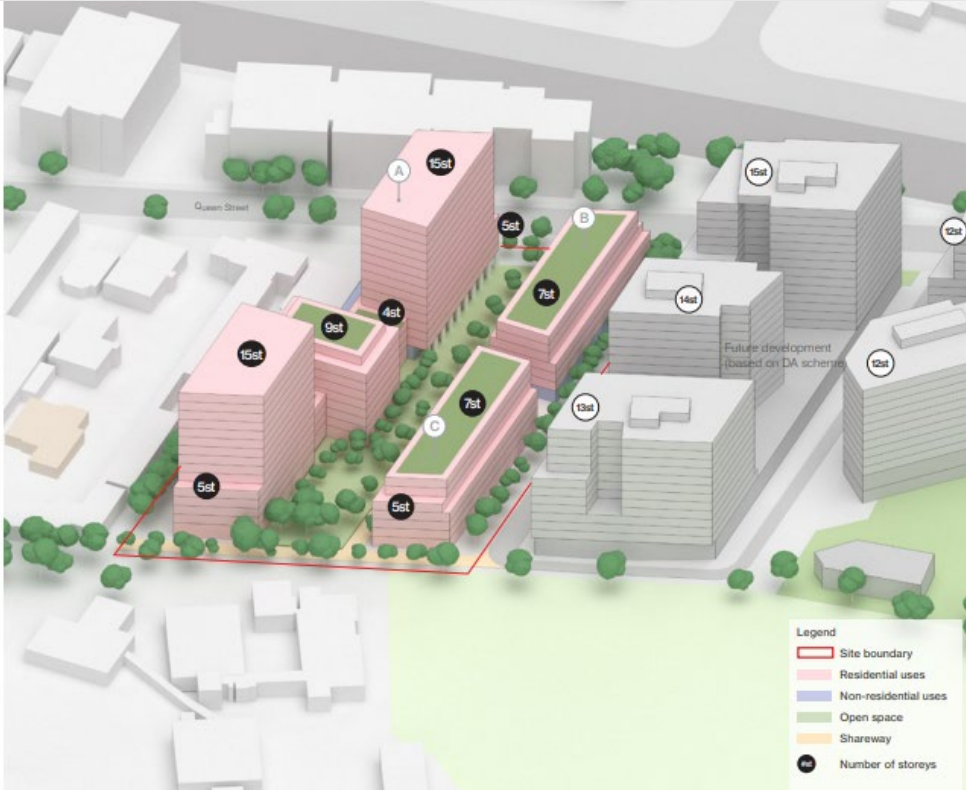 15st
A
15st
Queen Street
5st
B
12st
7st
14st
4st
9st
15st
Future development
(based on DA scheme)
12st
7st
13st
C
5st
5st
Legend
Site boundary
Residential uses
Non-residential uses
Open space
Shareway
Number of storeys